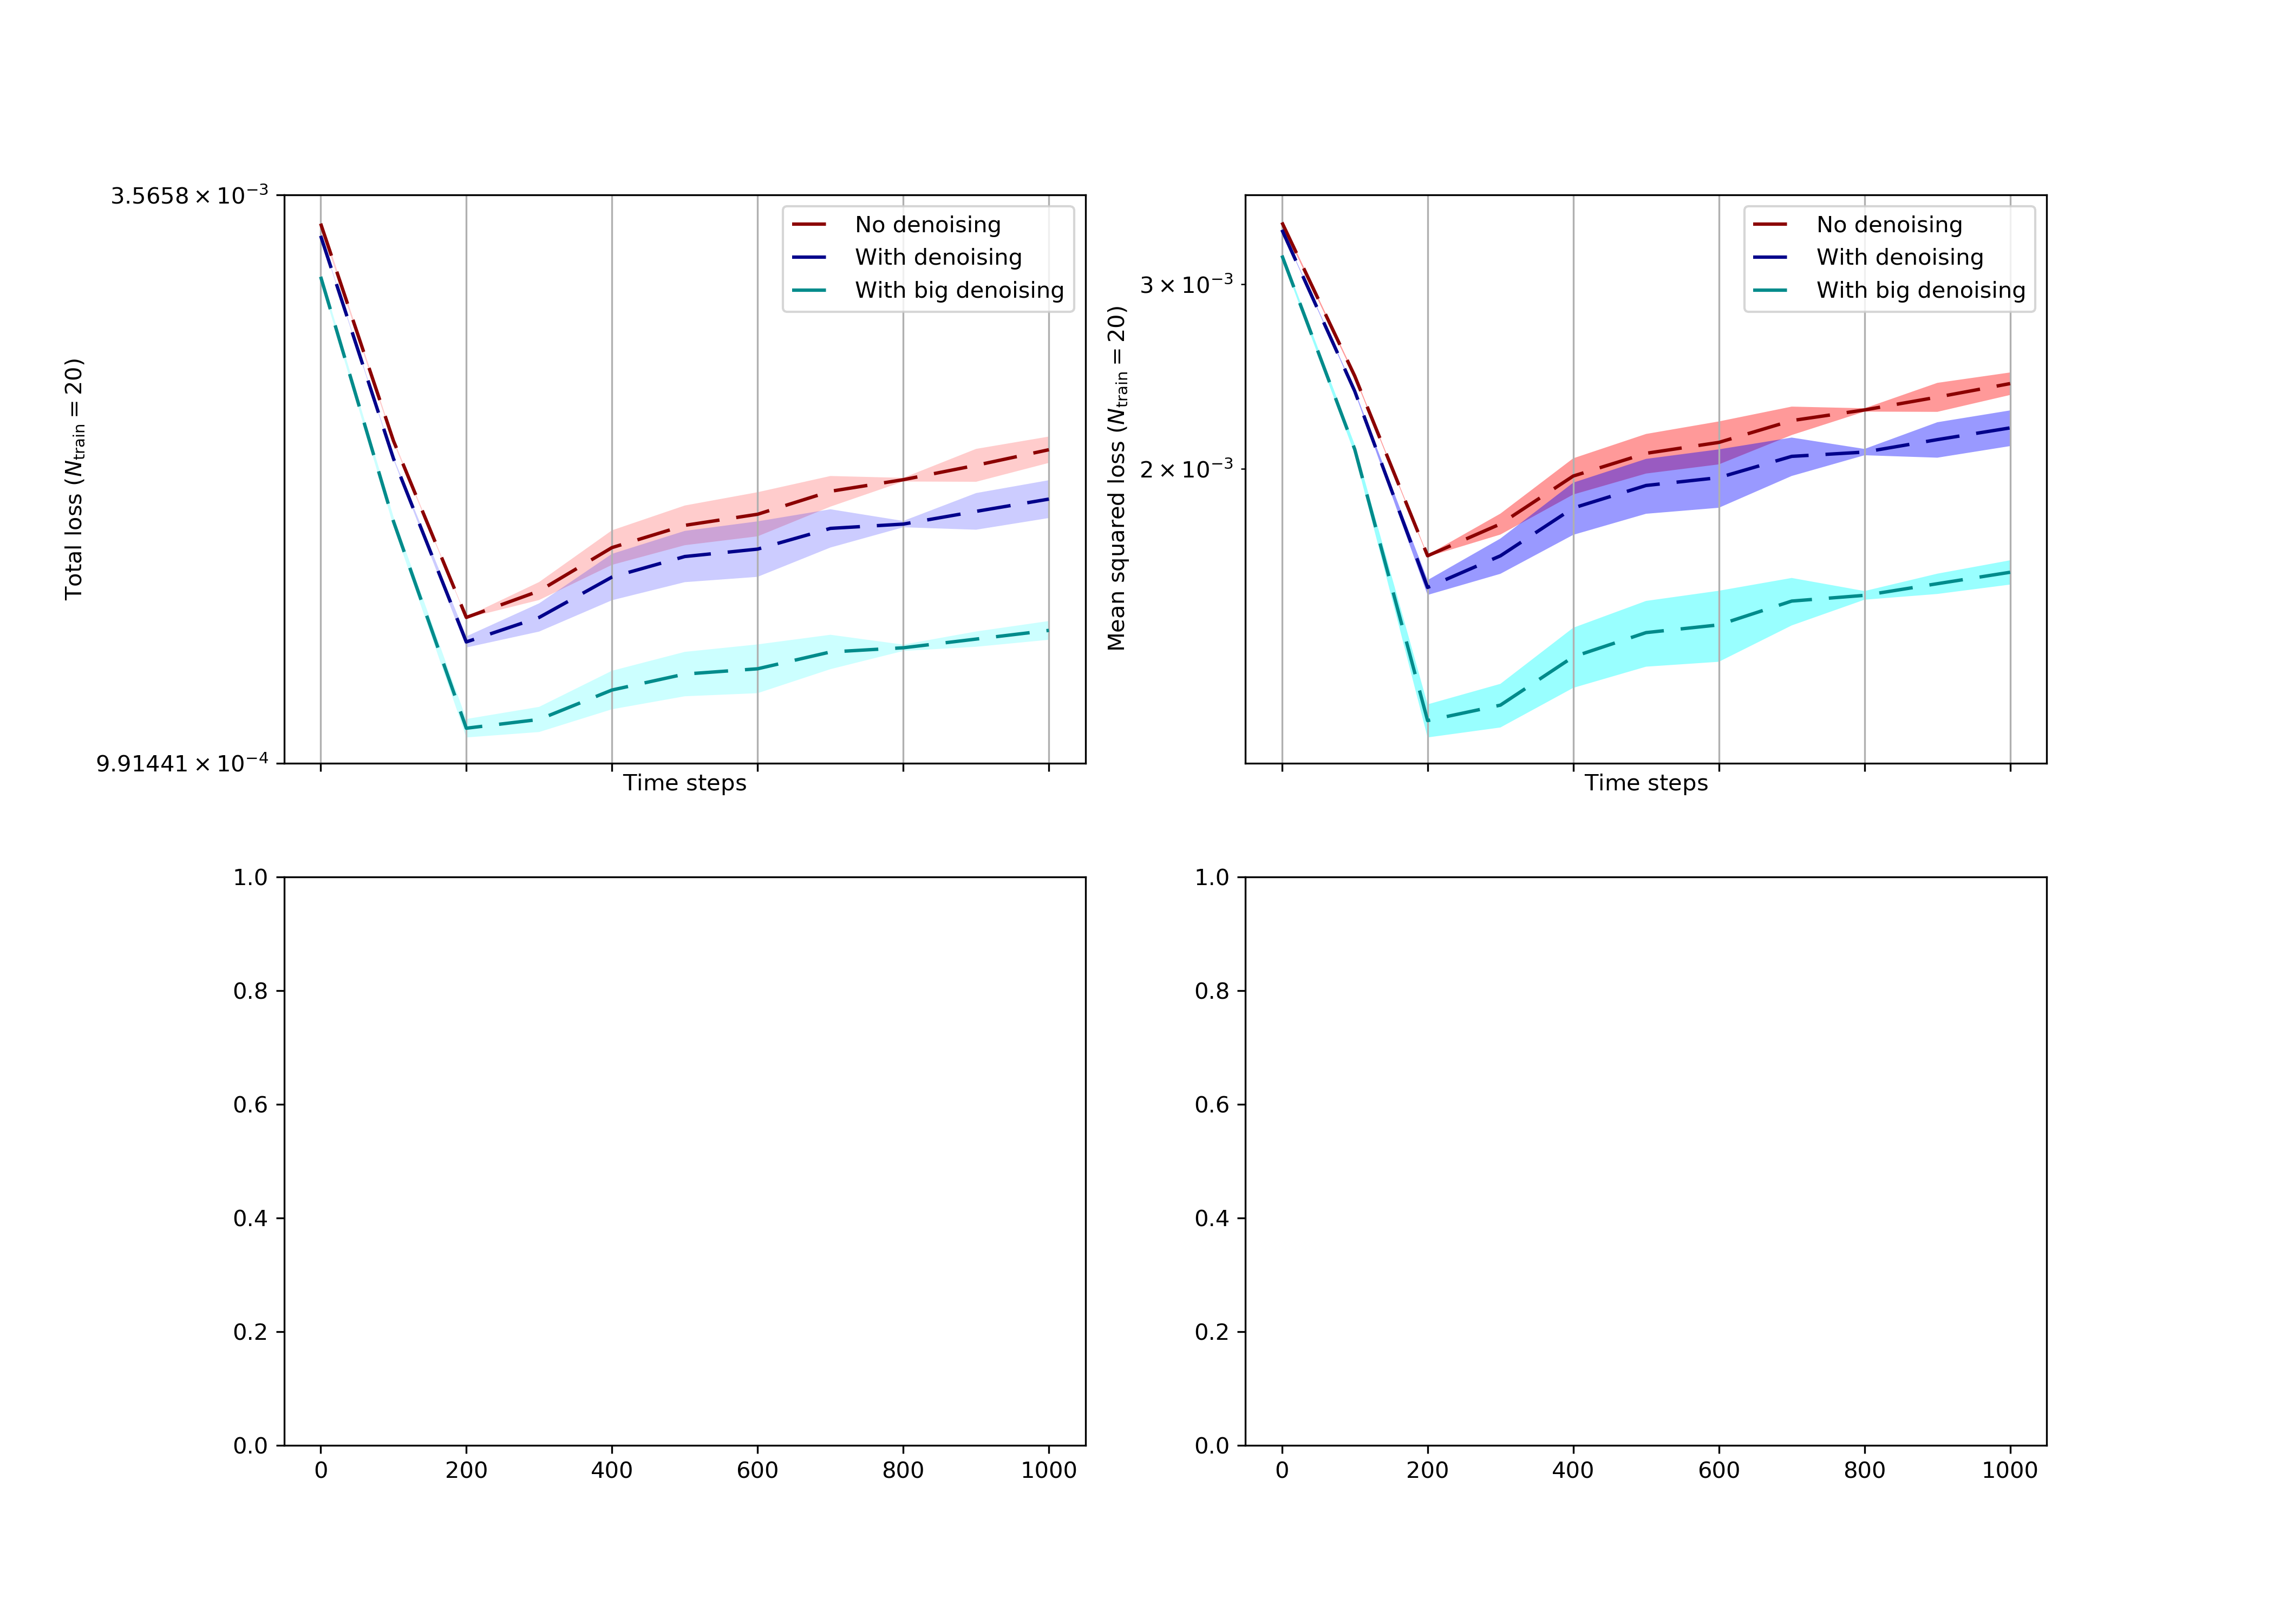 3.5658 × 10⁻³
9.91441 × 10⁻⁴
Total loss (N_train = 20)
No denoising
With denoising
With big denoising
Time steps
3 × 10⁻³
2 × 10⁻³
Mean squared loss (N_train = 20)
No denoising
With denoising
With big denoising
Time steps
1.0
0.8
0.6
0.4
0.2
0.0
0 200 400 600 800 1000
1.0
0.8
0.6
0.4
0.2
0.0
0 200 400 600 800 1000